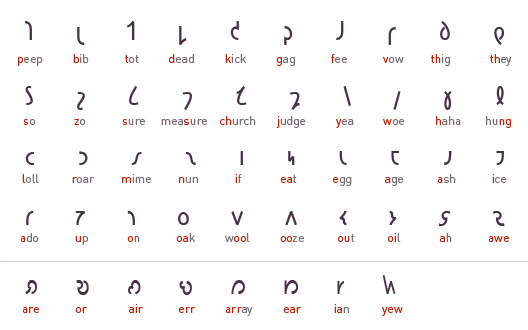 𐑐 𐑚 𐑑 𐑛 𐑒 𐑜 𐑓 𐑝 𐑔 𐑞
peep bib tot dead kick gag fee vow thig they
𐑕 𐑟 𐑖 𐑠 𐑗 𐑡 𐑘 𐑢 𐑣 𐑙
so zo sure measure church judge yea woe haha hung
𐑤 𐑮 𐑥 𐑯 𐑦 𐑰 𐑧 𐑱 𐑨 𐑲
loll roar mime nun if eat egg age ash ice
𐑩 𐑳 𐑪 𐑴 𐑫 𐑵 𐑬 𐑶 𐑭 𐑷
ado up on oak wool ooze out oil ah awe
𐑸 𐑹 𐑺 𐑻 𐑼 𐑽 𐑾 𐑿
are or air err array ear ian yew